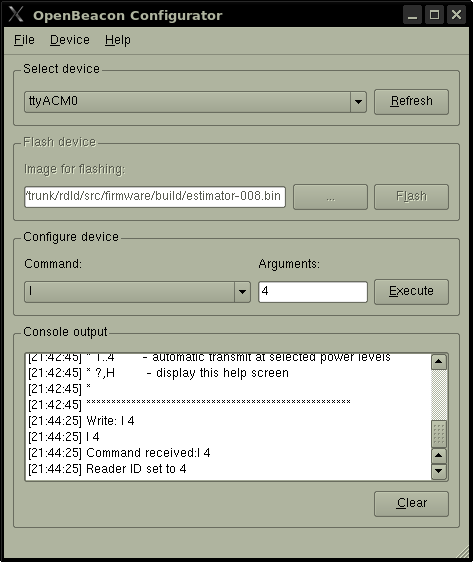 OpenBeacon Configurator
File Device Help
Select device
ttyACM0
Refresh
Flash device
Image for flashing:
/trunk/rdld/src/firmware/build/estimator-008.bin
...
Flash
Configure device
Command:
Arguments:
I
4
Execute
Console output
[21:42:45] * 1..4 - automatic transmit at selected power levels
[21:42:45] * ?,H - display this help screen
[21:42:45] *
[21:42:45] *****************************************************
[21:44:25] Write: I 4
[21:44:25] I 4
[21:44:25] Command received:I 4
[21:44:25] Reader ID set to 4
Clear